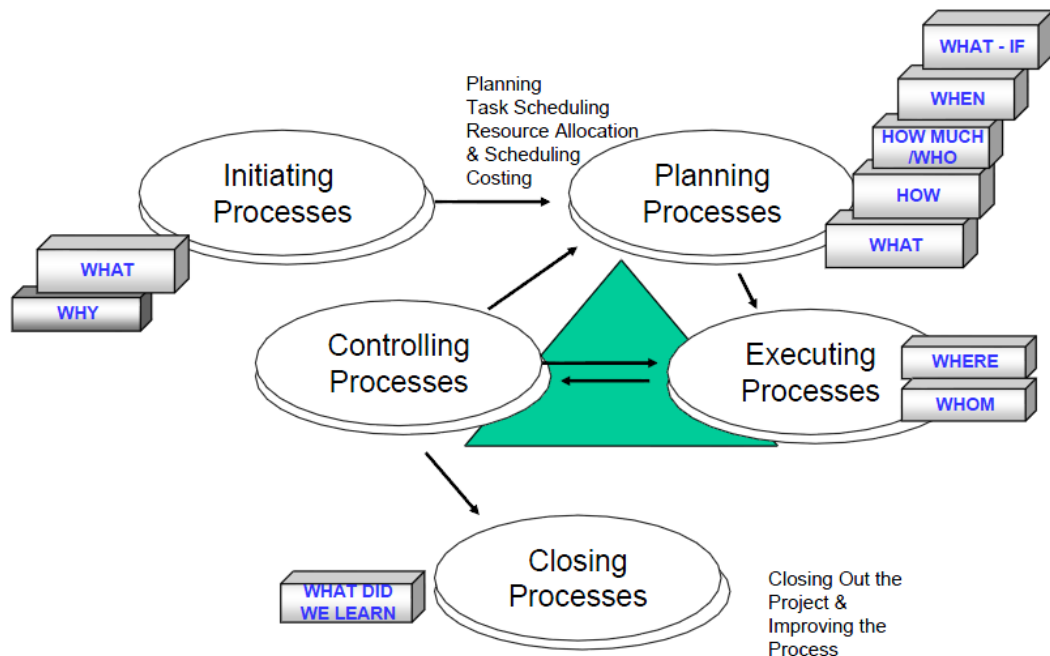 WHAT - IF
WHEN
HOW MUCH
/WHO
HOW
WHAT
Planning
Task Scheduling
Resource Allocation
& Scheduling
Costing
Initiating
Processes
Planning
Processes
WHAT
WHY
Controlling
Processes
Executing
Processes
WHERE
WHOM
Closing
Processes
WHAT DID
WE LEARN
Closing Out the
Project &
Improving the
Process